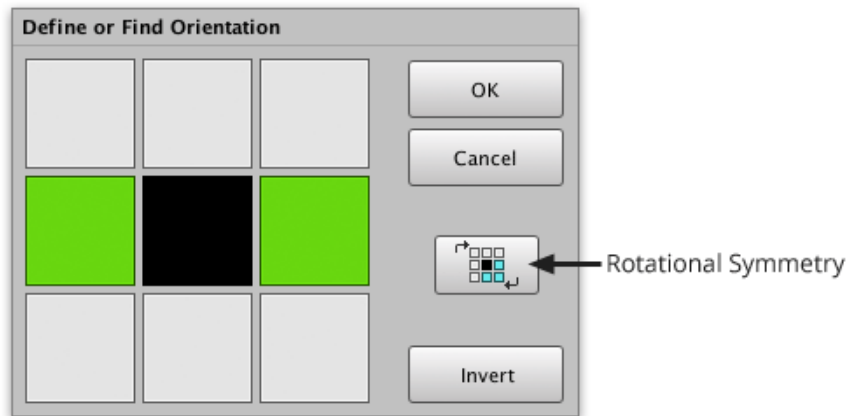 Define or Find Orientation
OK
Cancel
Rotational Symmetry
Invert